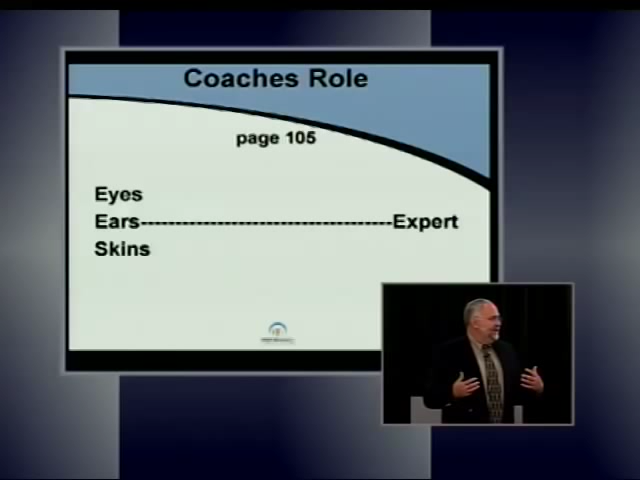 Coaches Role
page 105
Eyes
Ears------------------------------------Expert
Skins